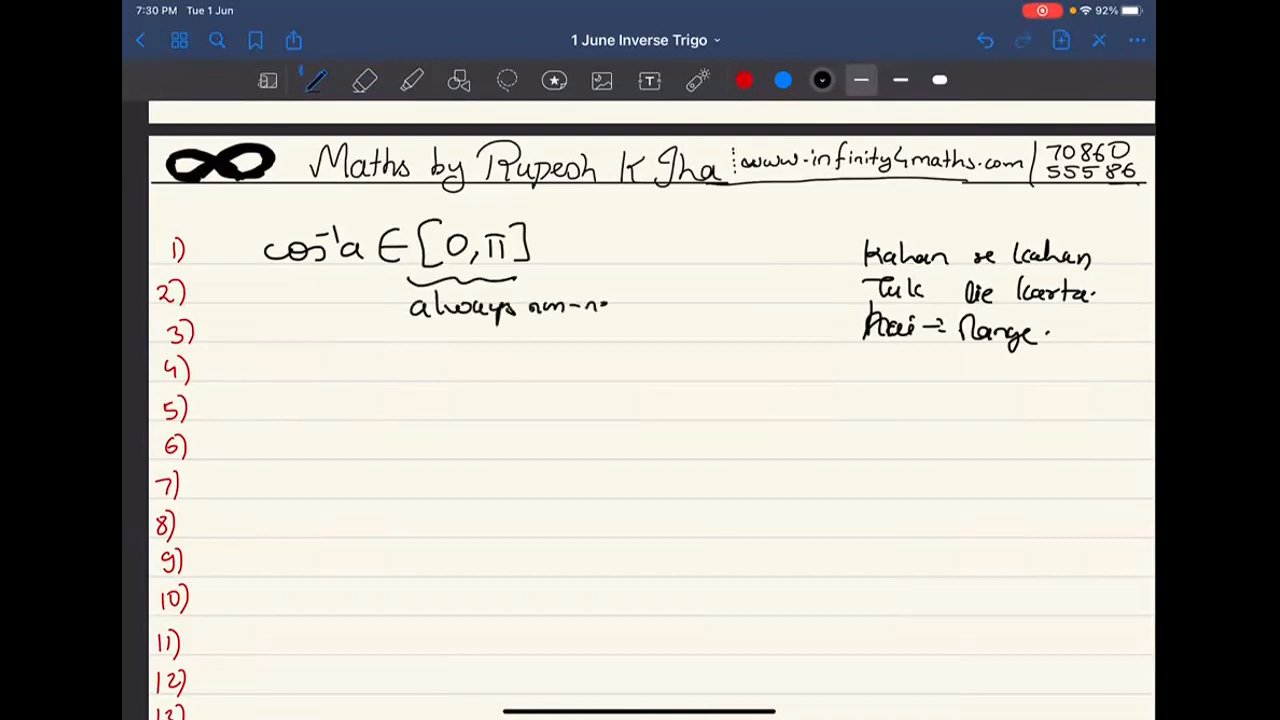 7:30 PM Tue 1 Jun
92%
1 June Inverse Trigo
Maths by Rupesh K Jha
www.infinity4maths.com
70860
55586
1) cos⁻¹a ∈ [0, π]
always non-n
Kahan se kahan
Tak lie karta.
Hai → Range.
2)
3)
4)
5)
6)
7)
8)
9)
10)
11)
12)
13)